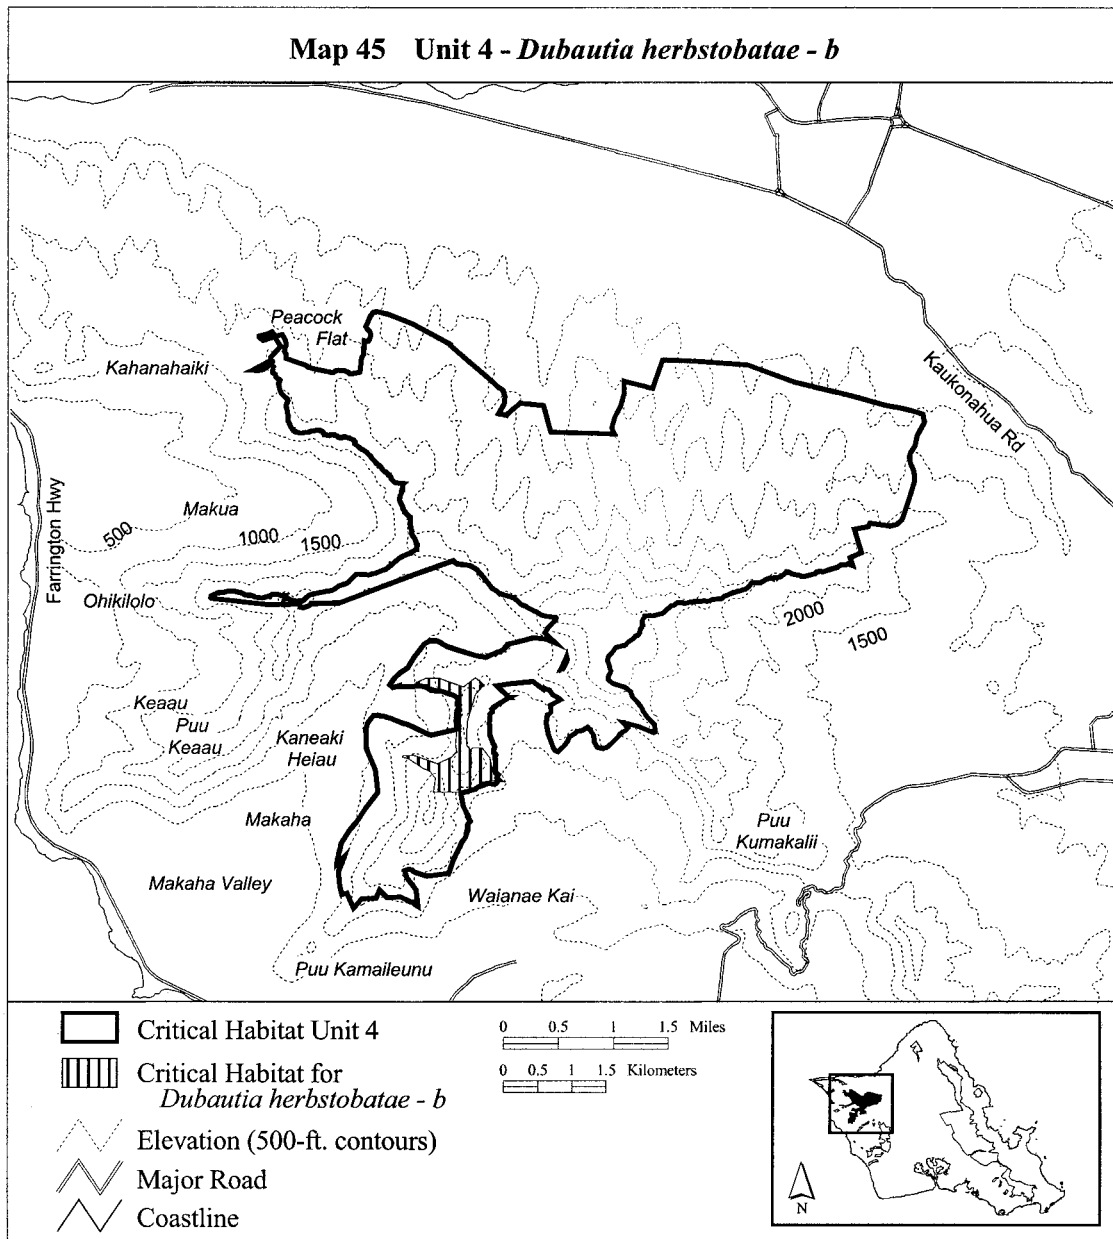 Map 45 Unit 4 - Dubautia herbstobatae - b
Peacock
Flat
Kahanahaiki
Kaukonahua Rd
Farrington Hwy
Makua
500
1000
1500
Ohikilolo
2000
1500
Keaau
Puu
Keaau
Kaneaki
Heiau
Makaha
Puu
Kumakalii
Makaha Valley
Waianae Kai
Puu Kamaileunu
Critical Habitat Unit 4
Critical Habitat for
Dubautia herbstobatae - b
Elevation (500-ft. contours)
Major Road
Coastline
0 0.5 1 1.5 Miles
0 0.5 1 1.5 Kilometers
N